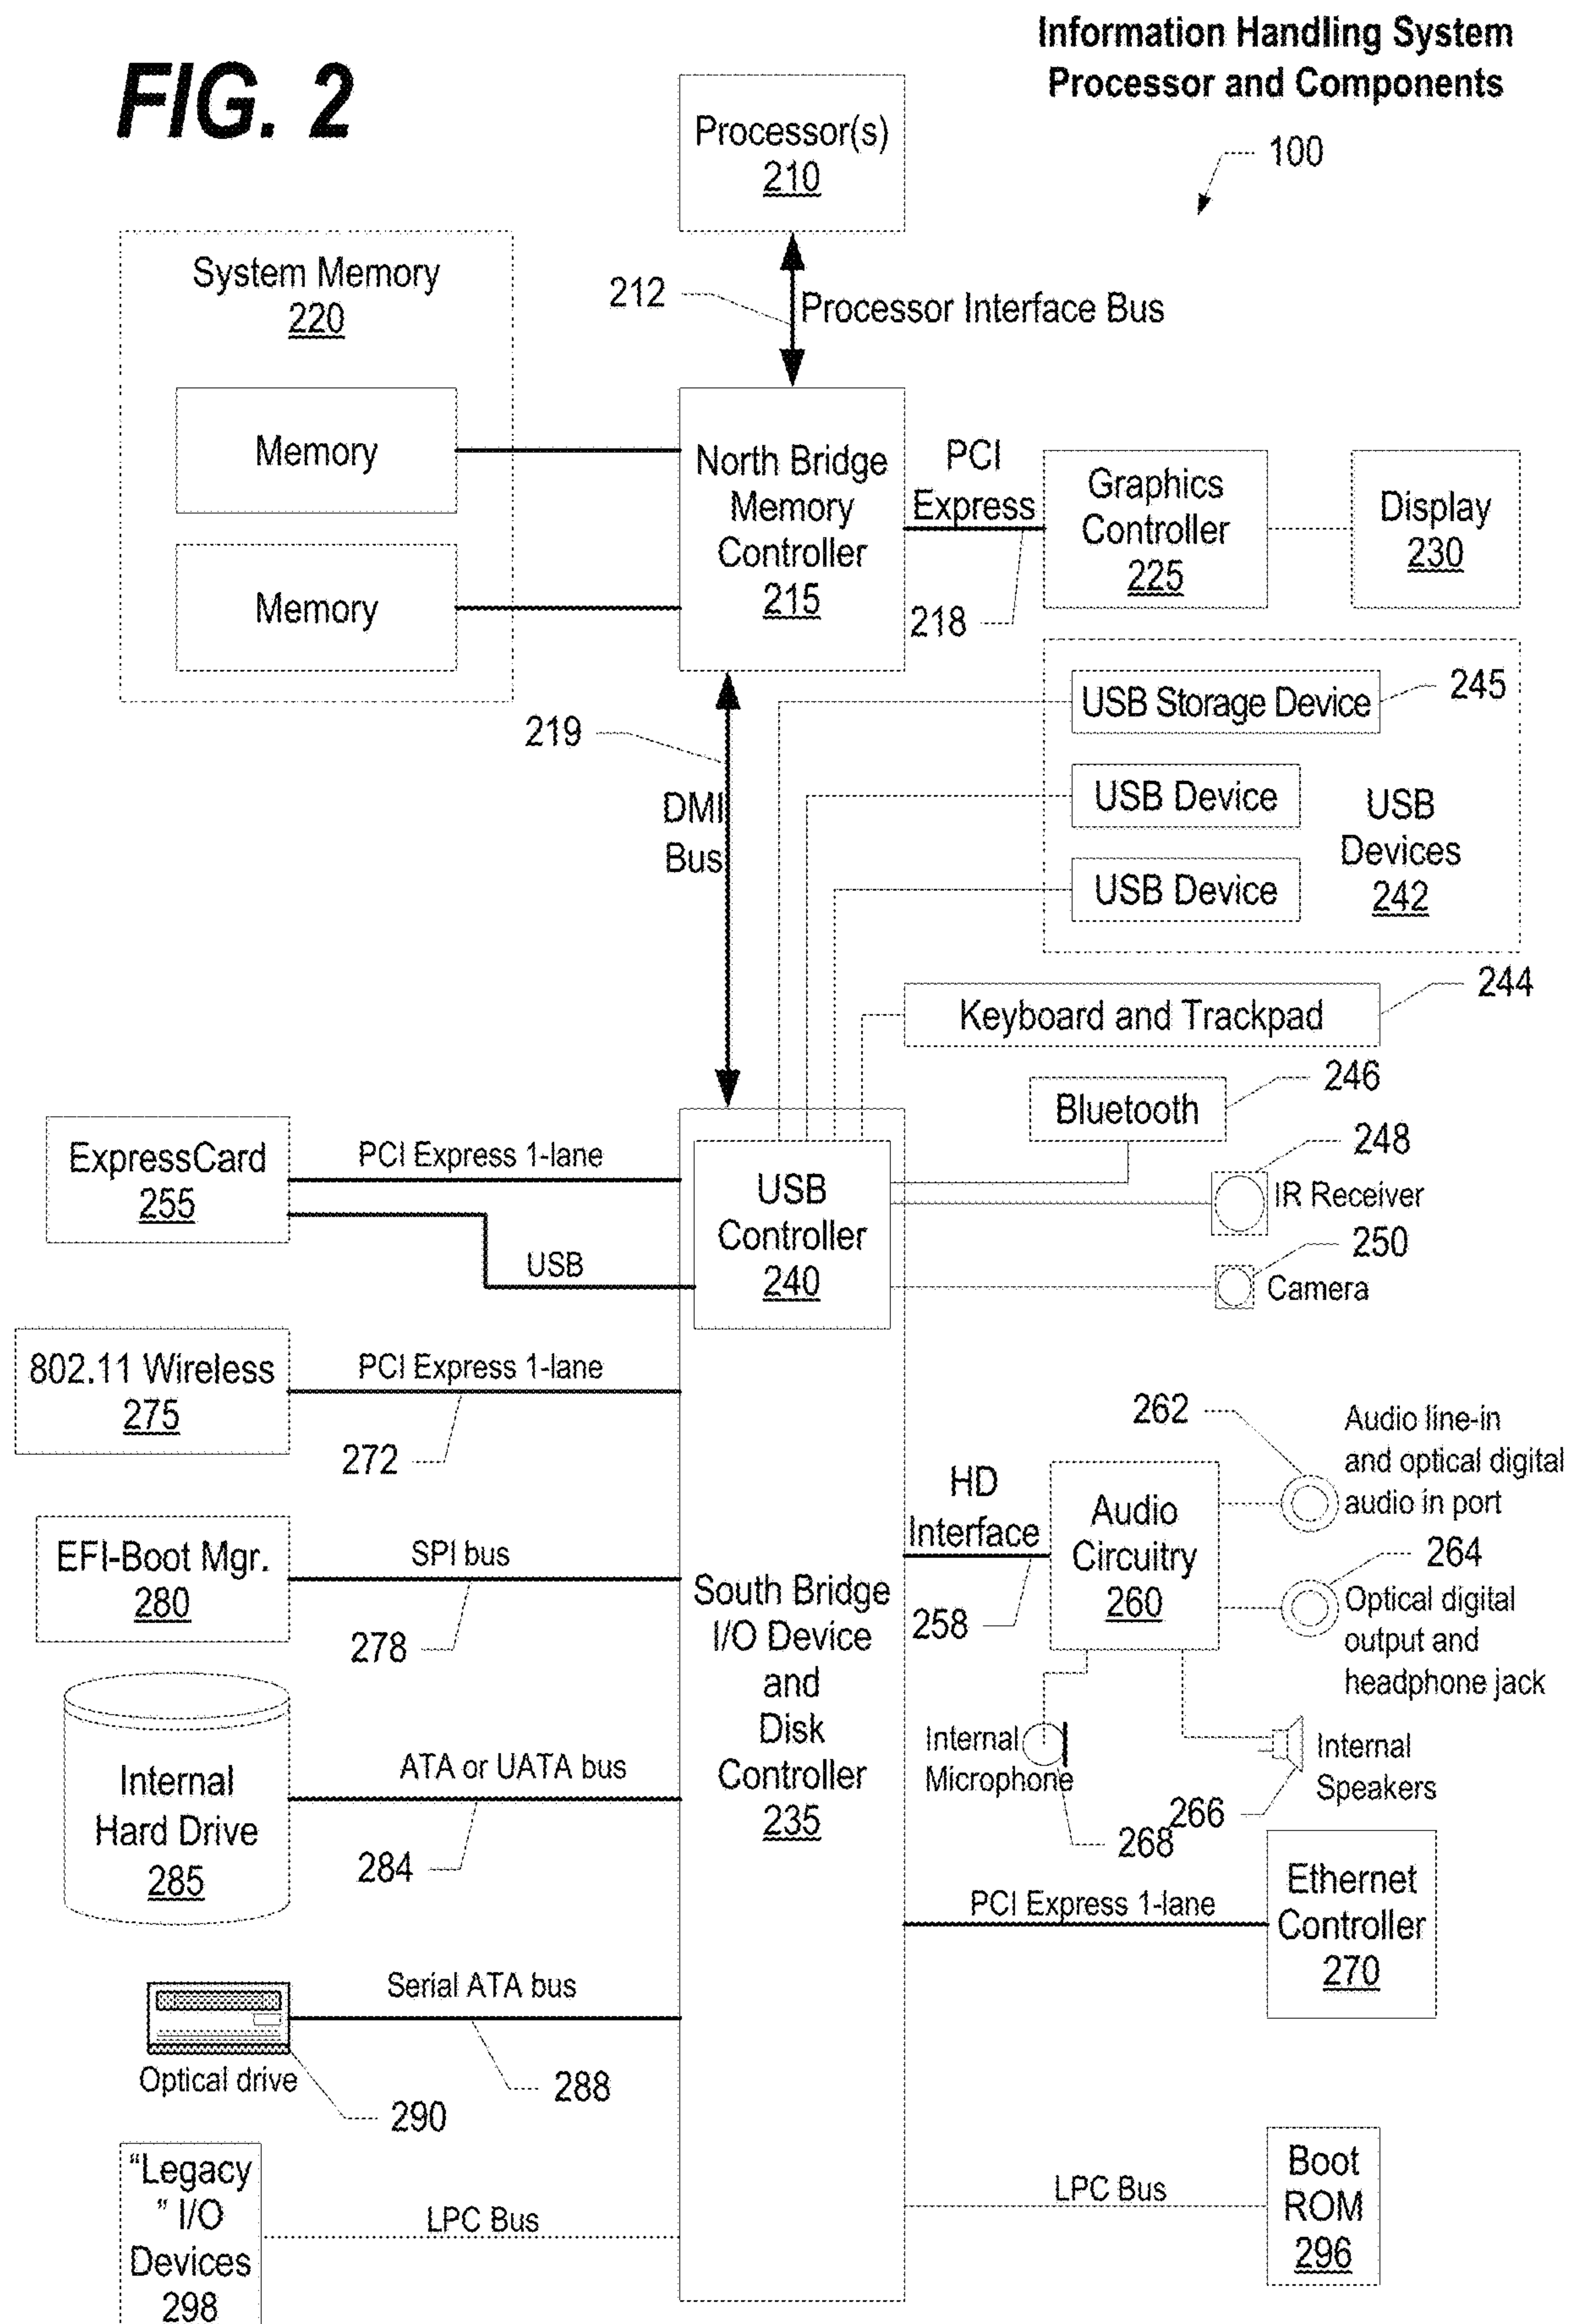 FIG. 2
Information Handling System
Processor and Components
100
Processor(s)
210
212
Processor Interface Bus
System Memory
220
Memory
Memory
North Bridge
Memory
Controller
215
PCI
Express
218
Graphics
Controller
225
Display
230
219
DMI
Bus
USB Storage Device
245
USB Device
USB Device
USB
Devices
242
Keyboard and Trackpad
244
Bluetooth
246
248
IR Receiver
250
Camera
USB
Controller
240
ExpressCard
255
PCI Express 1-lane
USB
802.11 Wireless
275
PCI Express 1-lane
272
EFI-Boot Mgr.
280
SPI bus
278
Internal
Hard Drive
285
ATA or UATA bus
284
Serial ATA bus
288
Optical drive
290
“Legacy
” I/O
Devices
298
LPC Bus
South Bridge
I/O Device
and
Disk
Controller
235
HD
Interface
258
Audio
Circuitry
260
262
Audio line-in
and optical digital
audio in port
264
Optical digital
output and
headphone jack
Internal
Microphone
268
266
Internal
Speakers
PCI Express 1-lane
Ethernet
Controller
270
LPC Bus
Boot
ROM
296